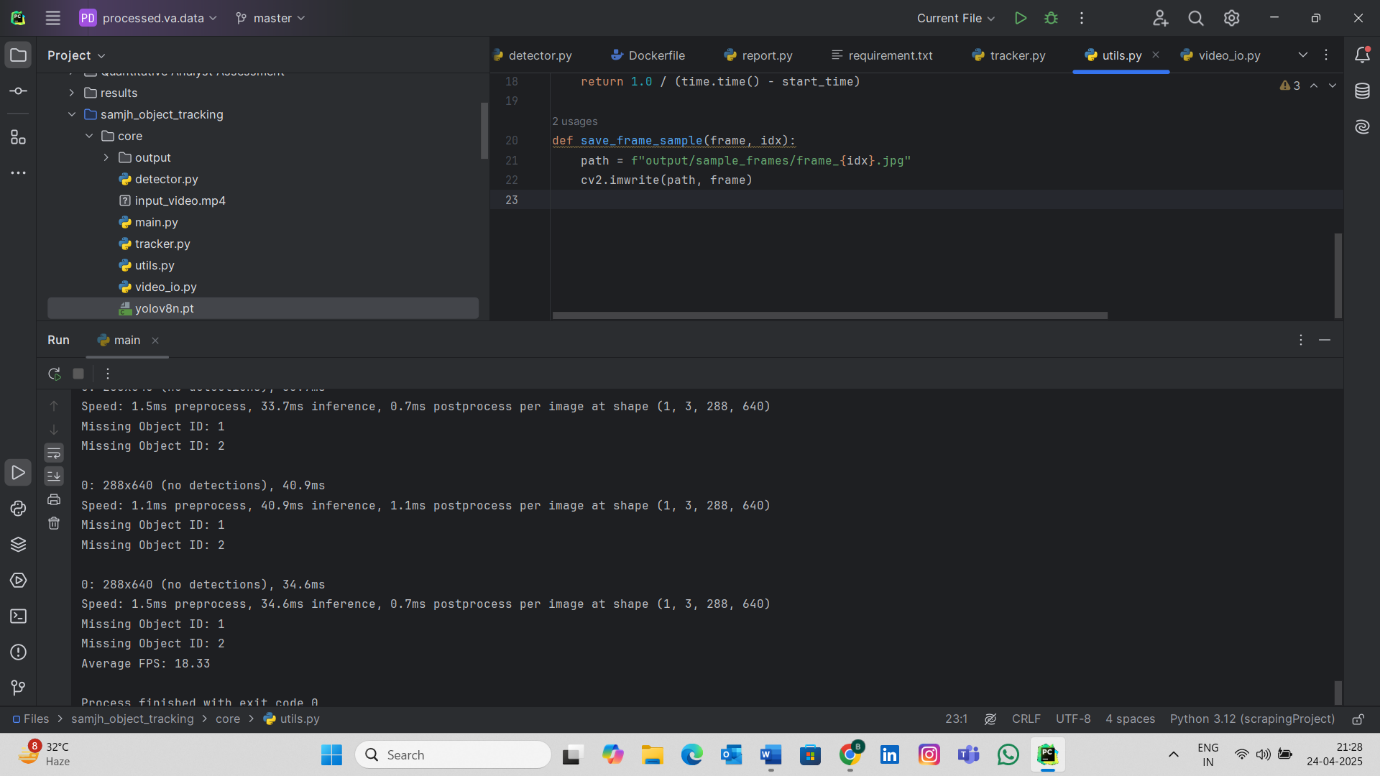 PC
PD processed.va.data
master
Current File
Project
detector.py
Dockerfile
report.py
requirement.txt
tracker.py
utils.py
video_io.py
Quantitative Analyst Assessment
results
samjh_object_tracking
core
output
detector.py
input_video.mp4
main.py
tracker.py
utils.py
video_io.py
yolov8n.pt
3
18 return 1.0 / (time.time() - start_time)
19
2 usages
20 def save_frame_sample(frame, idx):
21 path = f"output/sample_frames/frame_{idx}.jpg"
22 cv2.imwrite(path, frame)
23
Run main
Speed: 1.5ms preprocess, 33.7ms inference, 0.7ms postprocess per image at shape (1, 3, 288, 640)
Missing Object ID: 1
Missing Object ID: 2
0: 288x640 (no detections), 40.9ms
Speed: 1.1ms preprocess, 40.9ms inference, 1.1ms postprocess per image at shape (1, 3, 288, 640)
Missing Object ID: 1
Missing Object ID: 2
0: 288x640 (no detections), 34.6ms
Speed: 1.5ms preprocess, 34.6ms inference, 0.7ms postprocess per image at shape (1, 3, 288, 640)
Missing Object ID: 1
Missing Object ID: 2
Average FPS: 18.33
Process finished with exit code 0
Files > samjh_object_tracking > core > utils.py
23:1 CRLF UTF-8 4 spaces Python 3.12 (scrapingProject)
8
32°C
Haze
Search
ENG
IN
21:28
24-04-2025